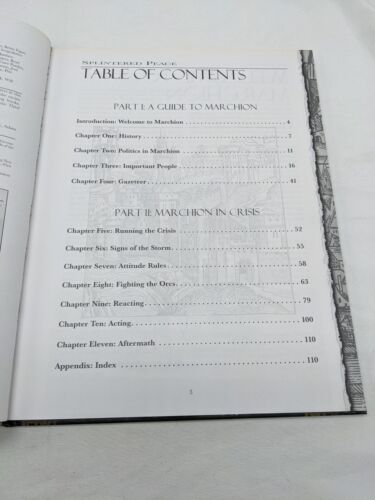 Splintered Peace
Table of Contents
Part I: A Guide to Marchion
Introduction: Welcome to Marchion 4
Chapter One: History 7
Chapter Two: Politics in Marchion 11
Chapter Three: Important People 16
Chapter Four: Gazeteer 41
Part II: Marchion in Crisis
Chapter Five: Running the Crisis 52
Chapter Six: Signs of the Storm 55
Chapter Seven: Attitude Rules 58
Chapter Eight: Fighting the Orcs 63
Chapter Nine: Reacting 79
Chapter Ten: Acting 100
Chapter Eleven: Aftermath 110
Appendix: Index 110
3